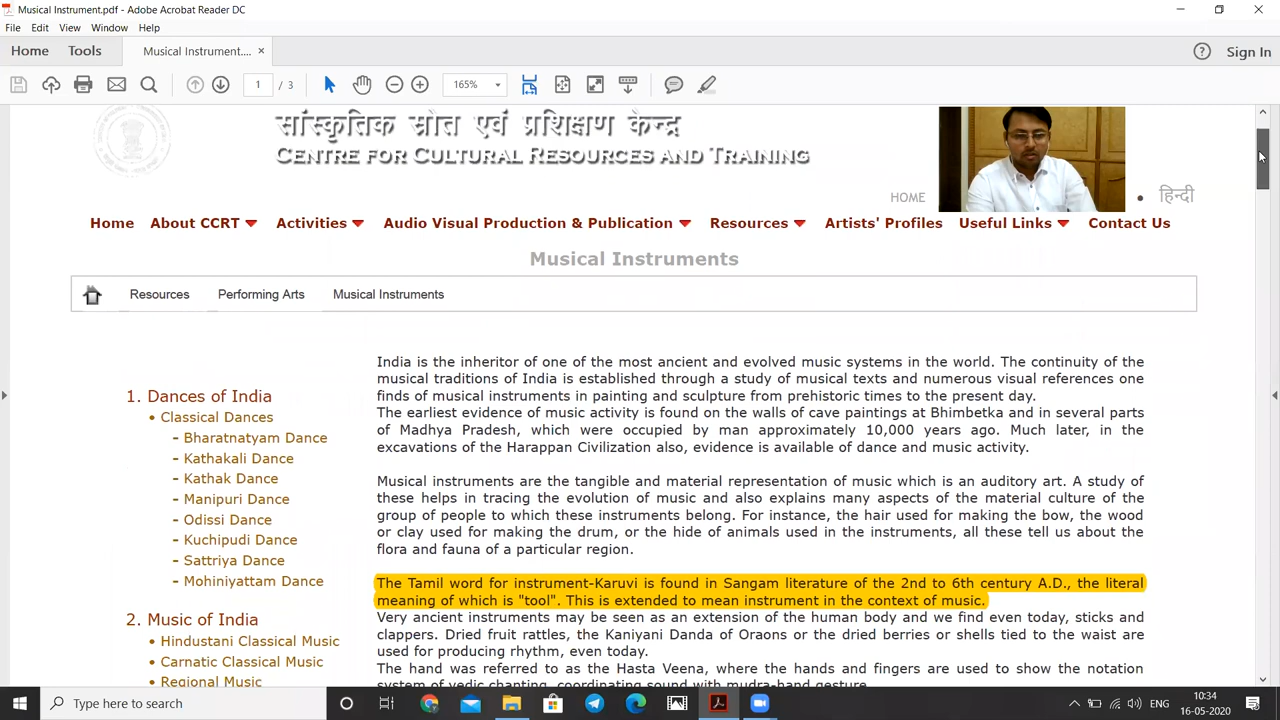 Musical Instrument.pdf - Adobe Acrobat Reader DC
File Edit View Window Help
Home Tools Musical Instrument.... × Sign In
1 / 3 165%
सांस्कृतिक स्रोत एवं प्रशिक्षण केन्द्र
CENTRE FOR CULTURAL RESOURCES AND TRAINING
HOME • हिन्दी
Home About CCRT Activities Audio Visual Production & Publication Resources Artists' Profiles Useful Links Contact Us
Musical Instruments
Resources Performing Arts Musical Instruments
1. Dances of India
• Classical Dances
– Bharatnatyam Dance
– Kathakali Dance
– Kathak Dance
– Manipuri Dance
– Odissi Dance
– Kuchipudi Dance
– Sattriya Dance
– Mohiniyattam Dance
2. Music of India
• Hindustani Classical Music
• Carnatic Classical Music
• Regional Music
India is the inheritor of one of the most ancient and evolved music systems in the world. The continuity of the
musical traditions of India is established through a study of musical texts and numerous visual references one
finds of musical instruments in painting and sculpture from prehistoric times to the present day.
The earliest evidence of music activity is found on the walls of cave paintings at Bhimbetka and in several parts
of Madhya Pradesh, which were occupied by man approximately 10,000 years ago. Much later, in the
excavations of the Harappan Civilization also, evidence is available of dance and music activity.
Musical instruments are the tangible and material representation of music which is an auditory art. A study of
these helps in tracing the evolution of music and also explains many aspects of the material culture of the
group of people to which these instruments belong. For instance, the hair used for making the bow, the wood
or clay used for making the drum, or the hide of animals used in the instruments, all these tell us about the
flora and fauna of a particular region.
The Tamil word for instrument-Karuvi is found in Sangam literature of the 2nd to 6th century A.D., the literal
meaning of which is "tool". This is extended to mean instrument in the context of music.
Very ancient instruments may be seen as an extension of the human body and we find even today, sticks and
clappers. Dried fruit rattles, the Kaniyani Danda of Oraons or the dried berries or shells tied to the waist are
used for producing rhythm, even today.
The hand was referred to as the Hasta Veena, where the hands and fingers are used to show the notation
system of vedic chanting, coordinating sound with mudra-hand gesture.
Type here to search
ENG
10:34
16-05-2020